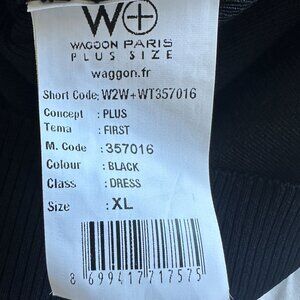 W+
WAGGON PARIS
PLUS SIZE
waggon.fr
Short Code: W2W+WT357016
Concept : PLUS
Tema : FIRST
M. Code : 357016
Colour : BLACK
Class : DRESS
Size : XL
8 699417 717575